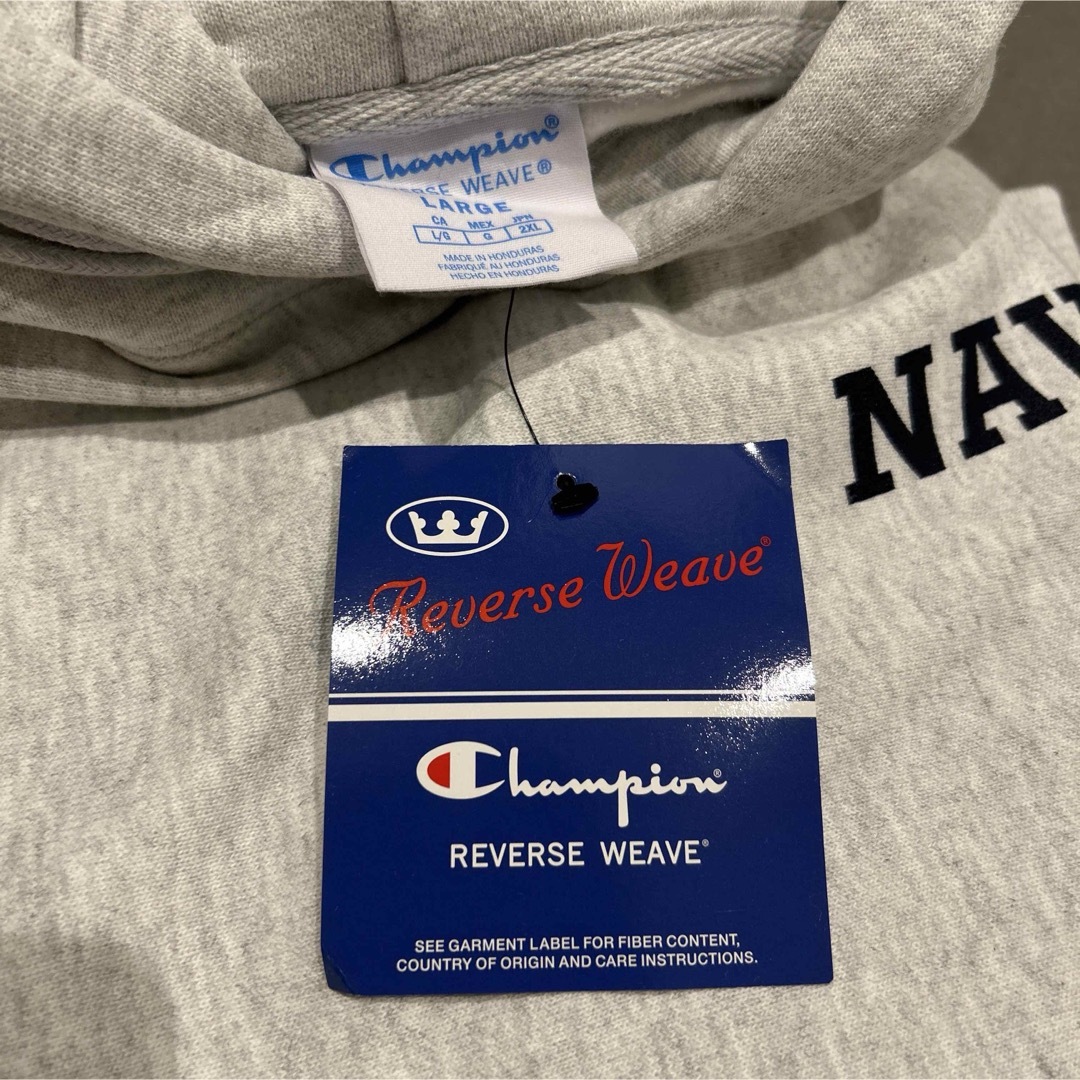 Champion®
RSE WEAVE®
LARGE
CA MEX JPN
L/G G 2XL
MADE IN HONDURAS
FABRIQUÉ AU HONDURAS
HECHO EN HONDURAS
NAV
Reverse Weave®
Champion®
REVERSE WEAVE®
SEE GARMENT LABEL FOR FIBER CONTENT,
COUNTRY OF ORIGIN AND CARE INSTRUCTIONS.